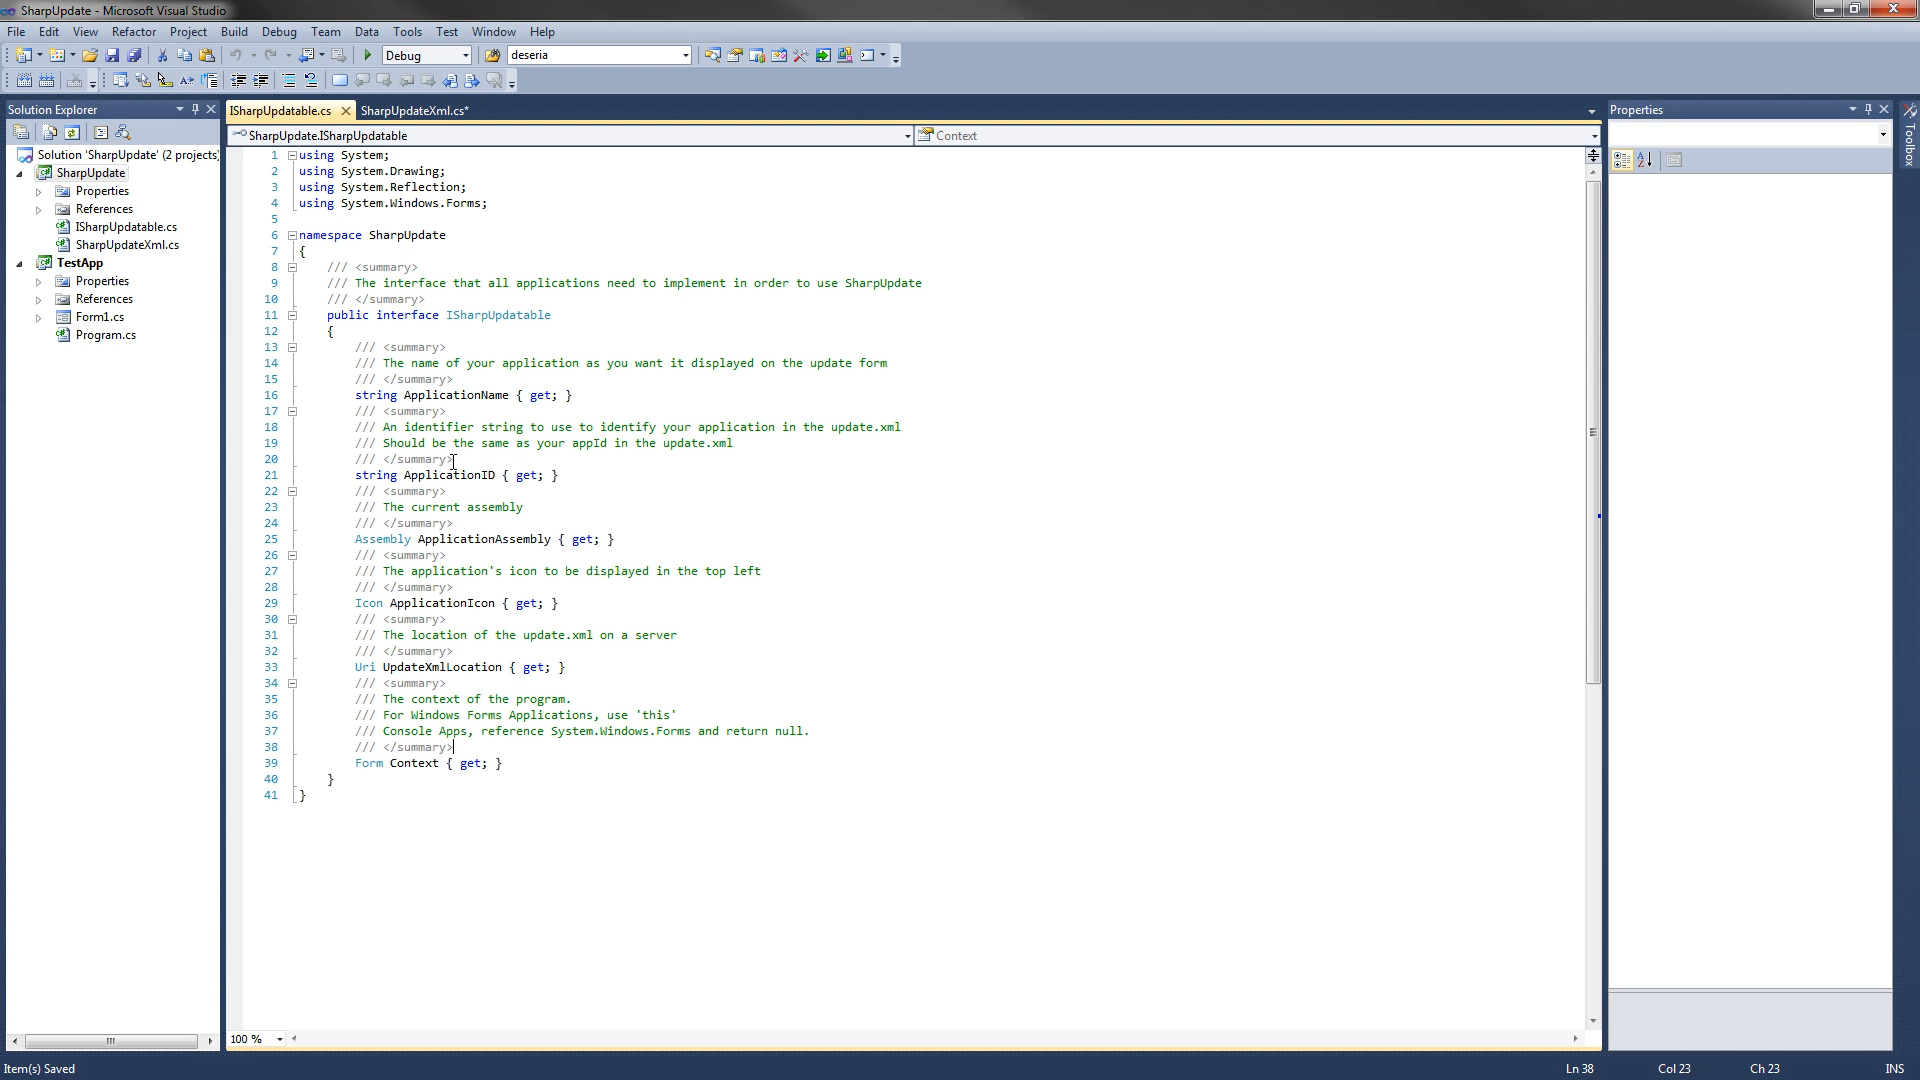 SharpUpdate - Microsoft Visual Studio
File Edit View Refactor Project Build Debug Team Data Tools Test Window Help
Debug deseria
Solution Explorer
Solution 'SharpUpdate' (2 projects)
SharpUpdate
Properties
References
ISharpUpdatable.cs
SharpUpdateXml.cs
TestApp
Properties
References
Form1.cs
Program.cs
ISharpUpdatable.cs SharpUpdateXml.cs*
SharpUpdate.ISharpUpdatable Context
1 using System;
2 using System.Drawing;
3 using System.Reflection;
4 using System.Windows.Forms;
5
6 namespace SharpUpdate
7 {
8 /// <summary>
9 /// The interface that all applications need to implement in order to use SharpUpdate
10 /// </summary>
11 public interface ISharpUpdatable
12 {
13 /// <summary>
14 /// The name of your application as you want it displayed on the update form
15 /// </summary>
16 string ApplicationName { get; }
17 /// <summary>
18 /// An identifier string to use to identify your application in the update.xml
19 /// Should be the same as your appId in the update.xml
20 /// </summary>
21 string ApplicationID { get; }
22 /// <summary>
23 /// The current assembly
24 /// </summary>
25 Assembly ApplicationAssembly { get; }
26 /// <summary>
27 /// The application's icon to be displayed in the top left
28 /// </summary>
29 Icon ApplicationIcon { get; }
30 /// <summary>
31 /// The location of the update.xml on a server
32 /// </summary>
33 Uri UpdateXmlLocation { get; }
34 /// <summary>
35 /// The context of the program.
36 /// For Windows Forms Applications, use 'this'
37 /// Console Apps, reference System.Windows.Forms and return null.
38 /// </summary>
39 Form Context { get; }
40 }
41 }
100 %
Properties
Toolbox
Item(s) Saved Ln 38 Col 23 Ch 23 INS